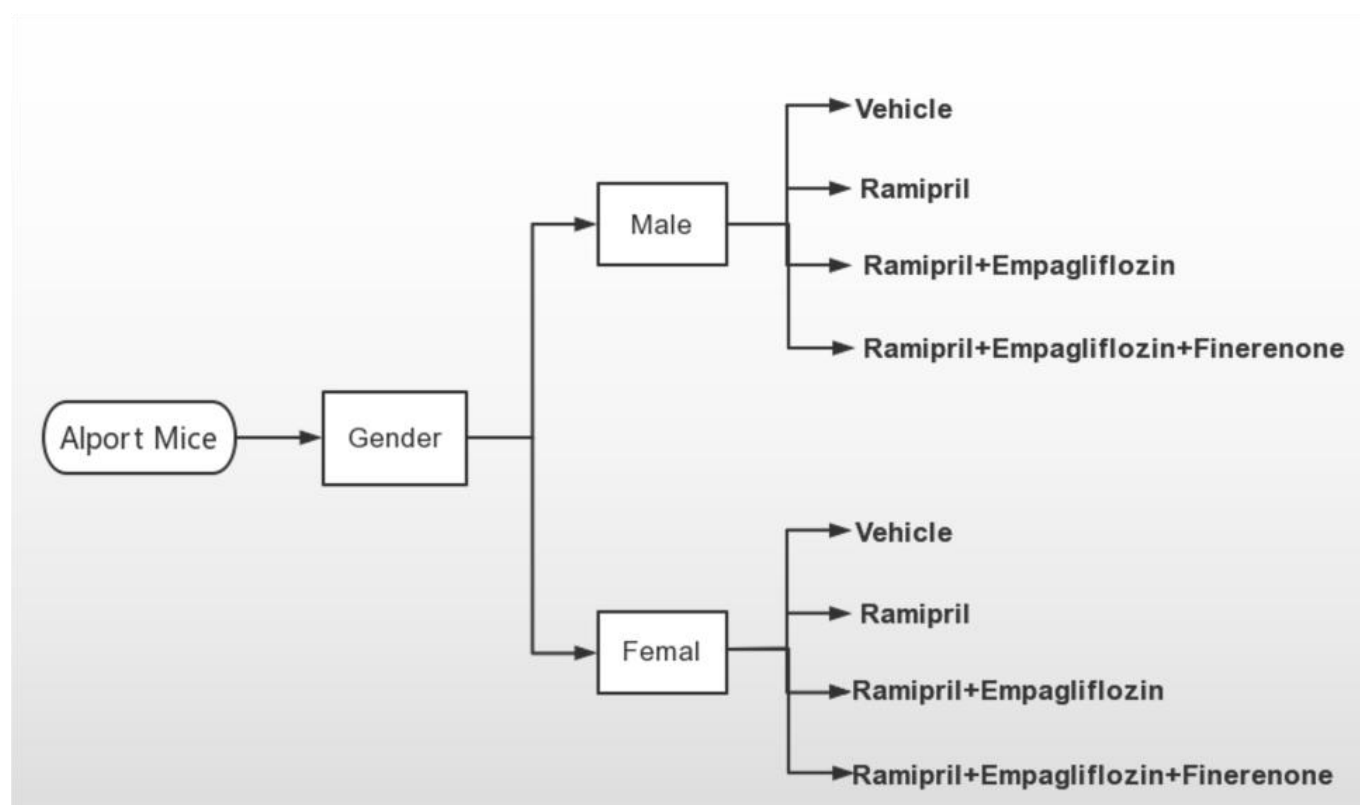 Alport Mice
Gender
Male
Vehicle
Ramipril
Ramipril+Empagliflozin
Ramipril+Empagliflozin+Finerenone
Femal
Vehicle
Ramipril
Ramipril+Empagliflozin
Ramipril+Empagliflozin+Finerenone